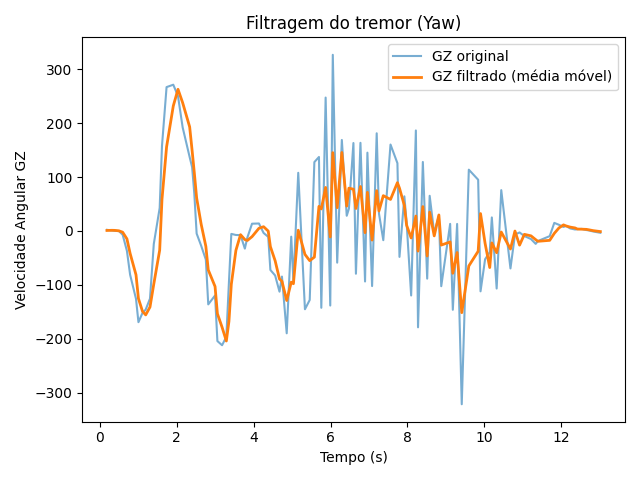 Filtragem do tremor (Yaw)
GZ original
GZ filtrado (média móvel)
Velocidade Angular GZ
300
200
100
0
−100
−200
−300
0 2 4 6 8 10 12
Tempo (s)